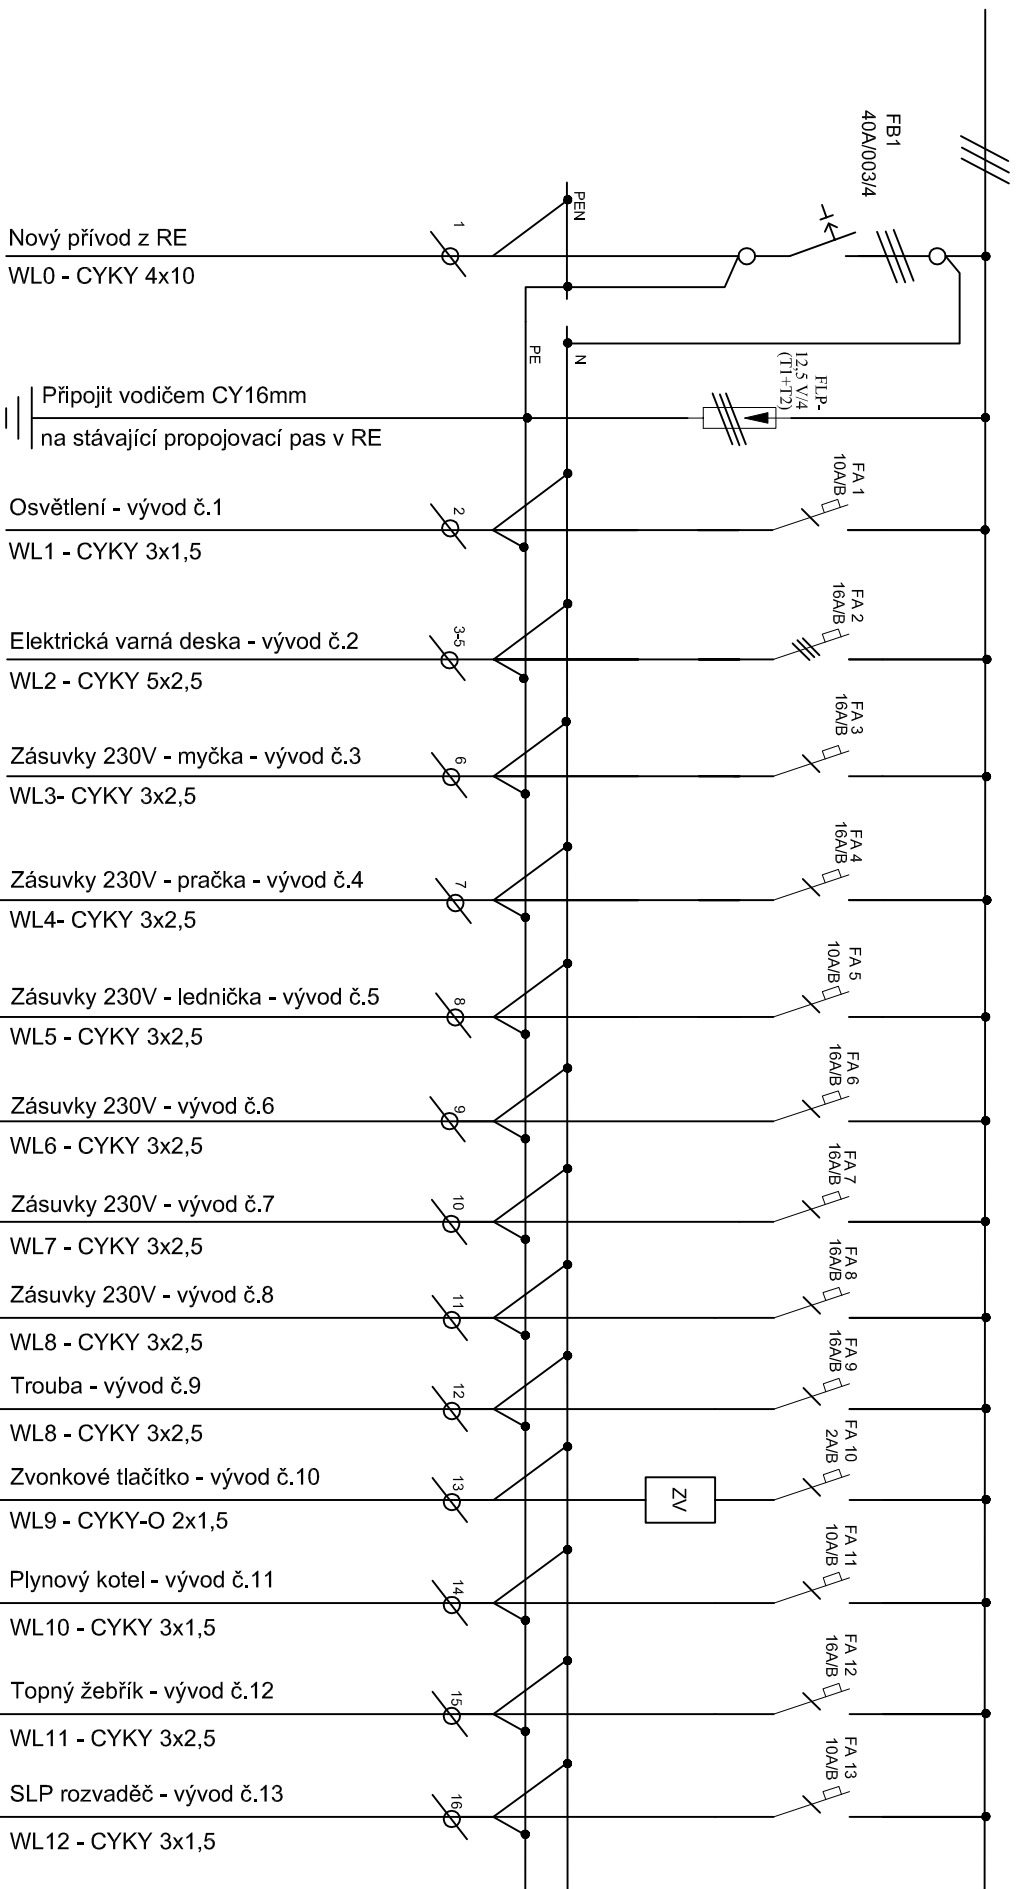 FB1
40A/003/4
Nový přívod z RE
WL0 - CYKY 4x10
1
PEN
PE
N
Připojit vodičem CY16mm
na stávající propojovací pas v RE
FLP-
12,5 V/4
(T1+T2)
Osvětlení - vývod č.1
WL1 - CYKY 3x1,5
2
FA 1
10A/B
Elektrická varná deska - vývod č.2
WL2 - CYKY 5x2,5
3-5
FA 2
16A/B
Zásuvky 230V - myčka - vývod č.3
WL3- CYKY 3x2,5
6
FA 3
16A/B
Zásuvky 230V - pračka - vývod č.4
WL4- CYKY 3x2,5
7
FA 4
16A/B
Zásuvky 230V - lednička - vývod č.5
WL5 - CYKY 3x2,5
8
FA 5
10A/B
Zásuvky 230V - vývod č.6
WL6 - CYKY 3x2,5
9
FA 6
16A/B
Zásuvky 230V - vývod č.7
WL7 - CYKY 3x2,5
10
FA 7
16A/B
Zásuvky 230V - vývod č.8
WL8 - CYKY 3x2,5
11
FA 8
16A/B
Trouba - vývod č.9
WL8 - CYKY 3x2,5
12
FA 9
16A/B
Zvonkové tlačítko - vývod č.10
WL9 - CYKY-O 2x1,5
13
ZV
FA 10
2A/B
Plynový kotel - vývod č.11
WL10 - CYKY 3x1,5
14
FA 11
10A/B
Topný žebřík - vývod č.12
WL11 - CYKY 3x2,5
15
FA 12
16A/B
SLP rozvaděč - vývod č.13
WL12 - CYKY 3x1,5
16
FA 13
10A/B